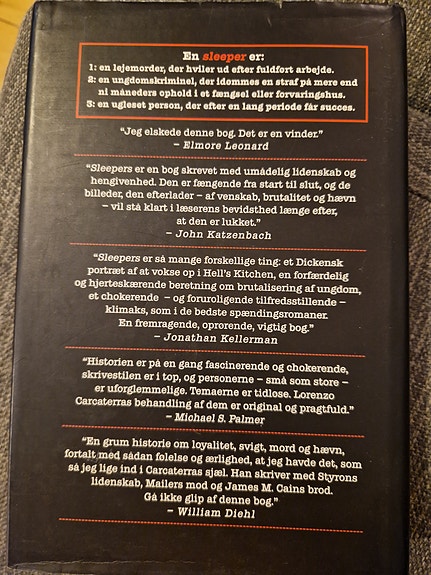 En sleeper er:
1: en lejemorder, der hviler ud efter fuldført arbejde.
2: en ungdomskriminel, der idømmes en straf på mere end
ni måneders ophold i et fængsel eller forvaringshus.
3: en ugleset person, der efter en lang periode får succes.
“Jeg elskede denne bog. Det er en vinder.”
– Elmore Leonard
“Sleepers er en bog skrevet med umådelig lidenskab og
hengivenhed. Den er fængende fra start til slut, og de
billeder, den efterlader – af venskab, brutalitet og hævn
– vil stå klart i læserens bevidsthed længe efter,
at den er lukket.”
– John Katzenbach
“Sleepers er så mange forskellige ting: et Dickensk
portræt af at vokse op i Hell’s Kitchen, en forfærdelig
og hjerteskærende beretning om brutalisering af ungdom,
et chokerende – og foruroligende tilfredsstillende –
klimaks, som i de bedste spændingsromaner.
En fremragende, oprørende, vigtig bog.”
– Jonathan Kellerman
“Historien er på en gang fascinerende og chokerende,
skrivestilen er i top, og personerne – små som store –
er uforglemmelige. Temaerne er tidløse. Lorenzo
Carcaterras behandling af dem er original og pragtfuld.”
– Michael S. Palmer
“En grum historie om loyalitet, svigt, mord og hævn,
fortalt med sådan følelse og ærlighed, at jeg havde det, som
så jeg lige ind i Carcaterras sjæl. Han skriver med Styrons
lidenskab, Mailers mod og James M. Cains brod.
Gå ikke glip af denne bog.”
– William Diehl